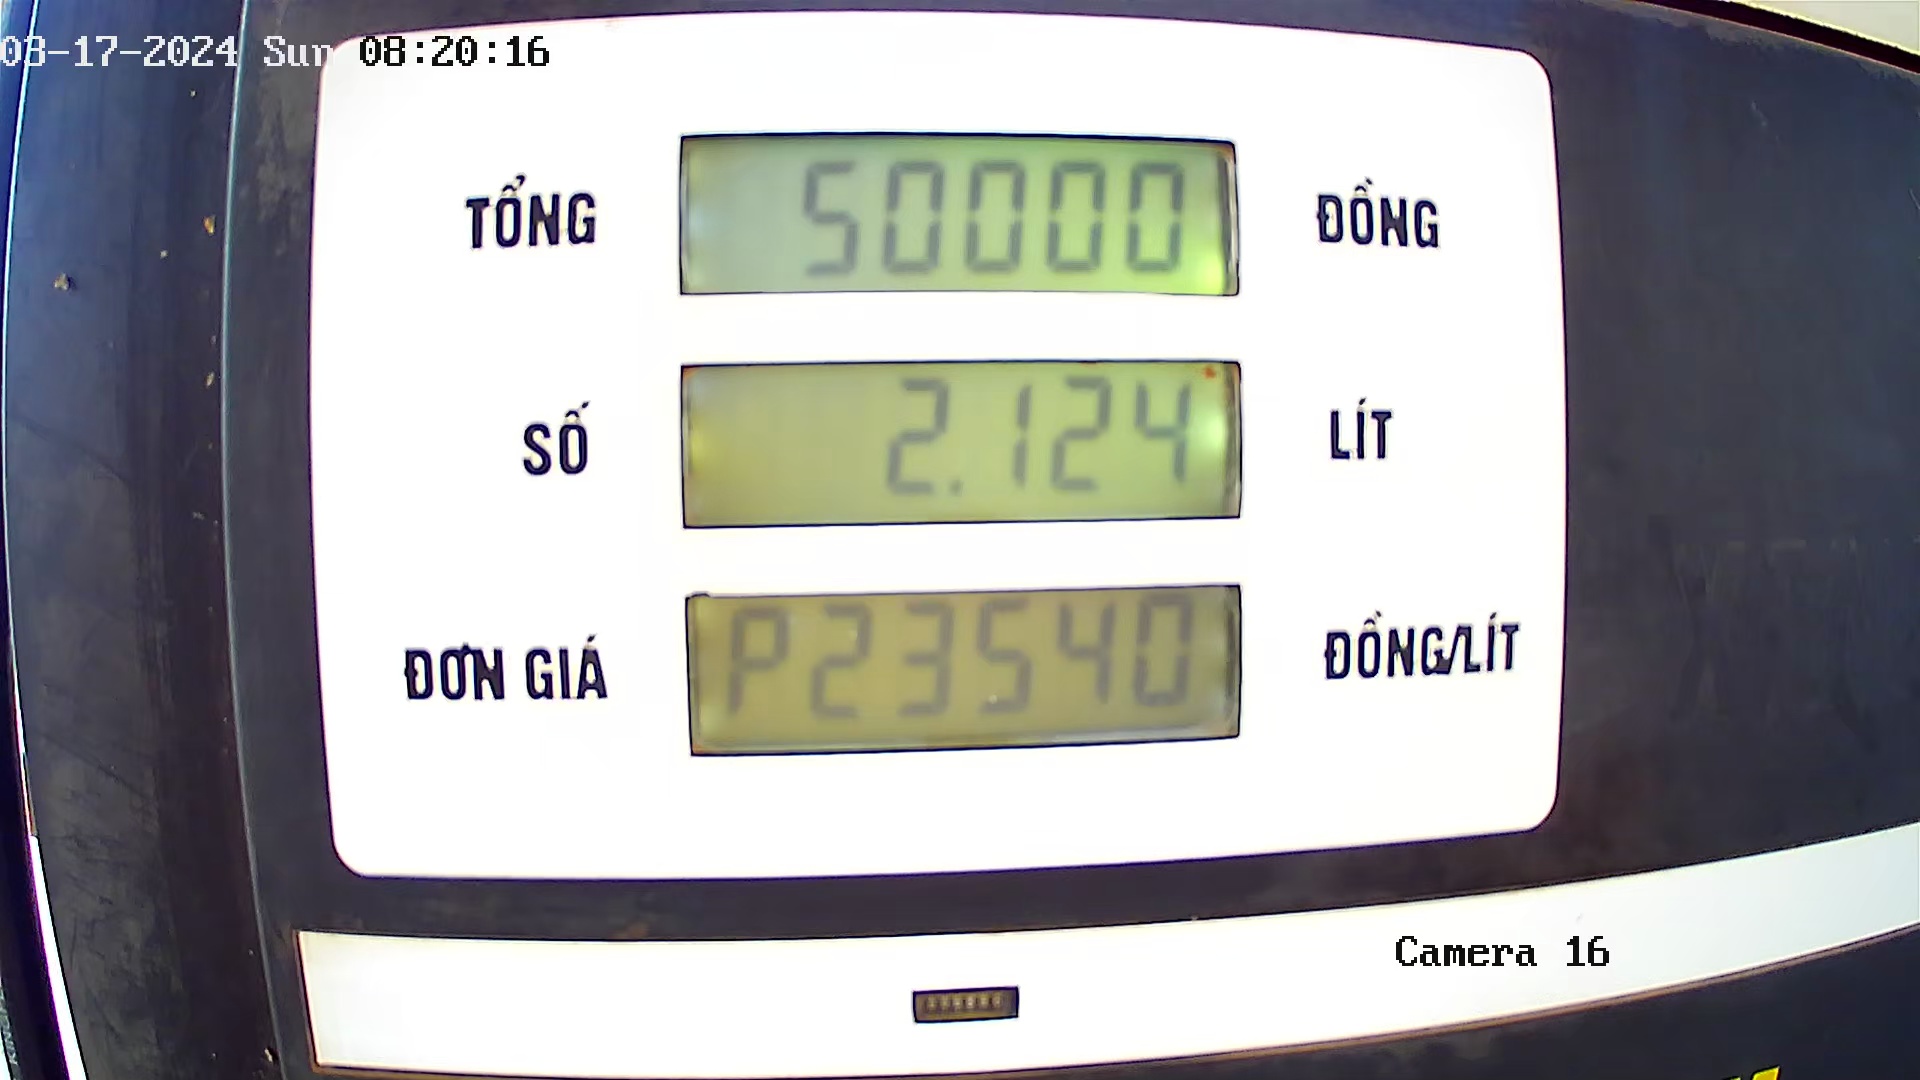 03-17-2024 Sun 08:20:16
TỔNG 50000 ĐỒNG
SỐ 2.124 LÍT
ĐƠN GIÁ P23540 ĐỒNG/LÍT
Camera 16